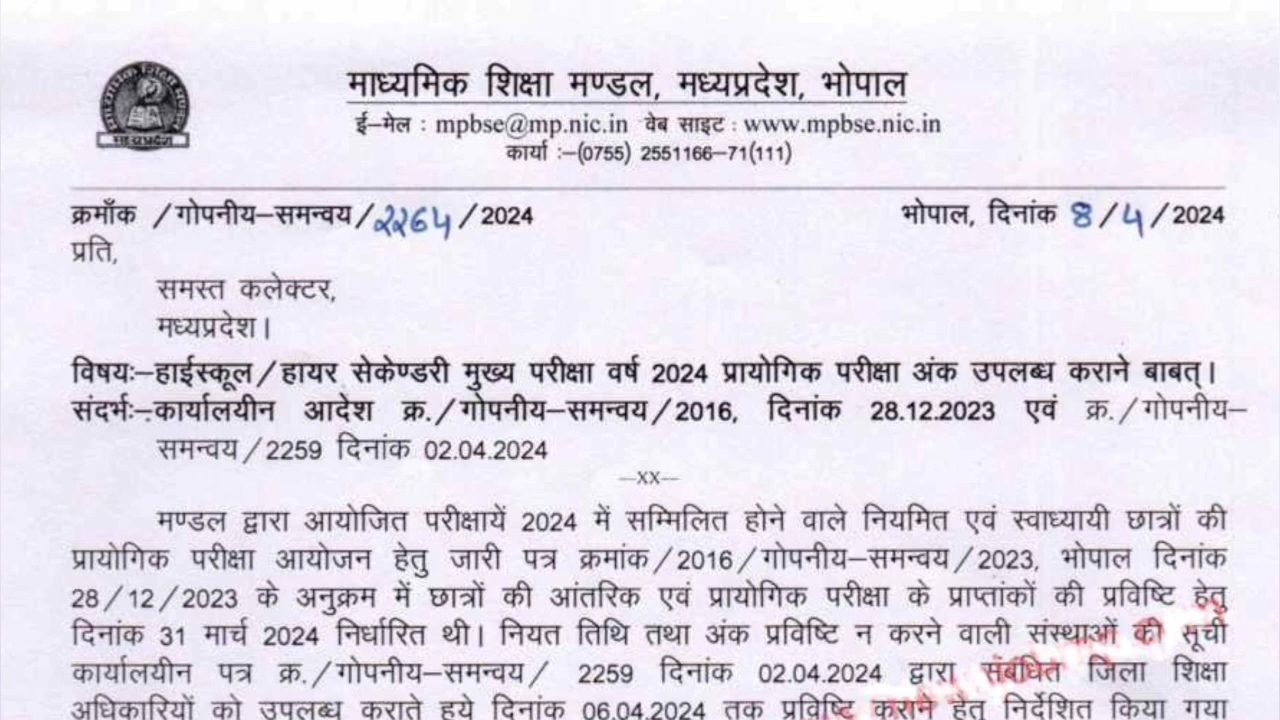 माध्यमिक शिक्षा मण्डल, मध्यप्रदेश, भोपाल
ई–मेल : mpbse@mp.nic.in वेब साइट : www.mpbse.nic.in
कार्या :–(0755) 2551166–71(111)
मध्यप्रदेश
क्रमाँक /गोपनीय–समन्वय/२२64/2024 भोपाल, दिनांक 8/4/2024
प्रति,
समस्त कलेक्टर,
मध्यप्रदेश।
विषयः–हाईस्कूल/हायर सेकेण्डरी मुख्य परीक्षा वर्ष 2024 प्रायोगिक परीक्षा अंक उपलब्ध कराने बाबत्।
संदर्भः–कार्यालयीन आदेश क्र./गोपनीय–समन्वय/2016, दिनांक 28.12.2023 एवं क्र./गोपनीय–
समन्वय/2259 दिनांक 02.04.2024
—xx—
मण्डल द्वारा आयोजित परीक्षायें 2024 में सम्मिलित होने वाले नियमित एवं स्वाध्यायी छात्रों की
प्रायोगिक परीक्षा आयोजन हेतु जारी पत्र क्रमांक/2016/गोपनीय–समन्वय/2023, भोपाल दिनांक
28/12/2023 के अनुक्रम में छात्रों की आंतरिक एवं प्रायोगिक परीक्षा के प्राप्तांकों की प्रविष्टि हेतु
दिनांक 31 मार्च 2024 निर्धारित थी। नियत तिथि तथा अंक प्रविष्टि न करने वाली संस्थाओं की सूची
कार्यालयीन पत्र क्र./गोपनीय–समन्वय/ 2259 दिनांक 02.04.2024 द्वारा संबंधित जिला शिक्षा
अधिकारियों को उपलब्ध कराते हुये दिनांक 06.04.2024 तक प्रविष्टि कराने हेतु निर्देशित किया गया